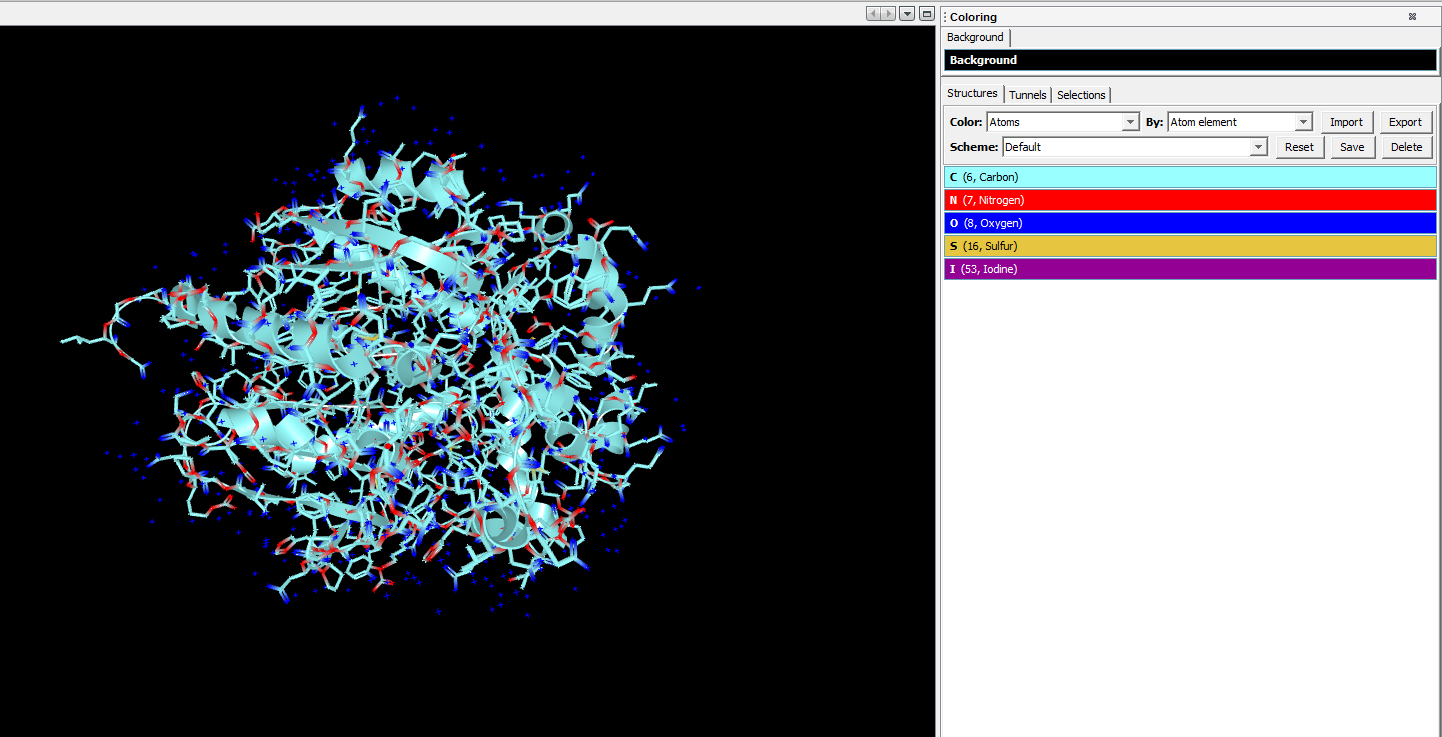 Coloring
Background
Background
Structures Tunnels Selections
Color: Atoms By: Atom element Import Export
Scheme: Default Reset Save Delete
C (6, Carbon)
N (7, Nitrogen)
O (8, Oxygen)
S (16, Sulfur)
I (53, Iodine)